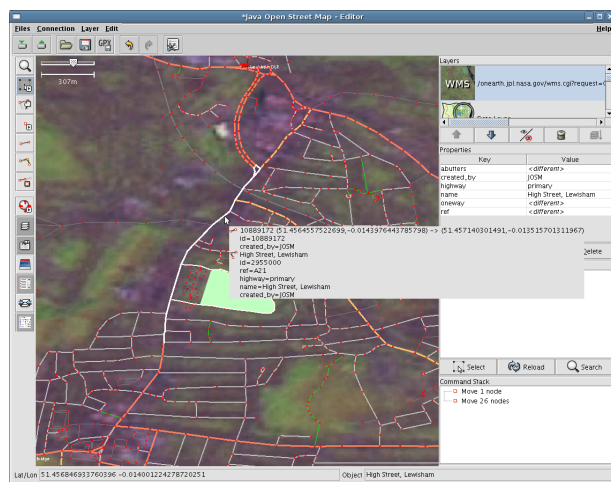 *Java Open Street Map - Editor
Files Connection Layer Edit
Help
GPX
307m
Layers
WMS /onearth.jpl.nasa.gov/wms.cgi?request=G
Properties
Key Value
abutters <different>
created_by JOSM
highway primary
name High Street, Lewisham
oneway <different>
ref <different>
10889172 (51.4564557522699,-0.0143976443785798) -> (51.457140301491,-0.013515701311967)
id=10889172
created_by=JOSM
High Street, Lewisham
id=2955000
ref=A21
highway=primary
name=High Street, Lewisham
created_by=JOSM
Delete
Select Reload Search
Command Stack
Move 1 node
Move 26 nodes
Lat/Lon 51.456846933760396 -0.014001224278720251 Object High Street, Lewisham